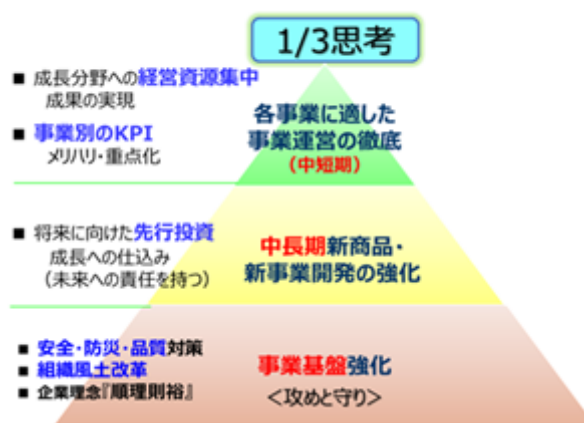 1/3思考
■ 成長分野への経営資源集中
成果の実現
■ 事業別のKPI
メリハリ・重点化
各事業に適した
事業運営の徹底
(中短期)
■ 将来に向けた先行投資
成長への仕込み
(未来への責任を持つ)
中長期新商品・
新事業開発の強化
■ 安全・防災・品質対策
■ 組織風土改革
■ 企業理念『順理則裕』
事業基盤強化
<攻めと守り>